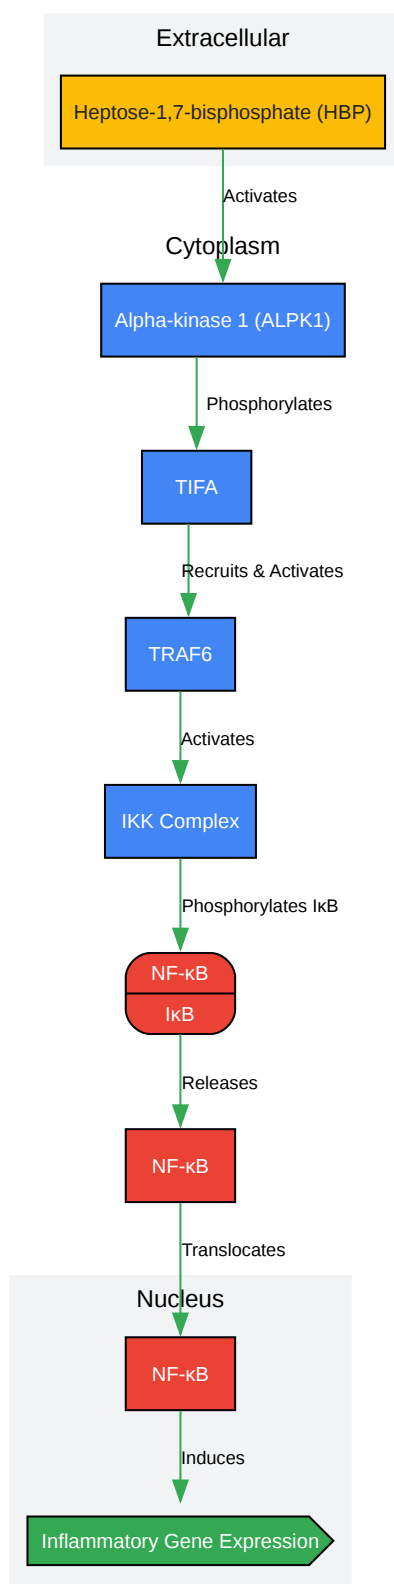 Extracellular
Heptose-1,7-bisphosphate (HBP)
Activates
Cytoplasm
Alpha-kinase 1 (ALPK1)
Phosphorylates
TIFA
Recruits & Activates
TRAF6
Activates
IKK Complex
Phosphorylates IκB
NF-κB
IκB
Releases
NF-κB
Translocates
Nucleus
NF-κB
Induces
Inflammatory Gene Expression